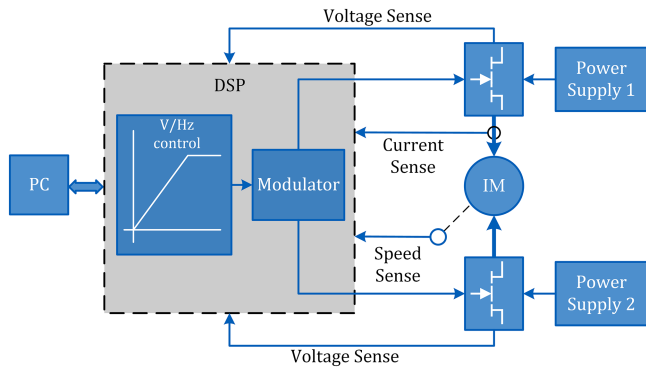 Voltage Sense
DSP
Power
Supply 1
V/Hz
control
Current
Sense
PC
Modulator
IM
Speed
Sense
Power
Supply 2
Voltage Sense